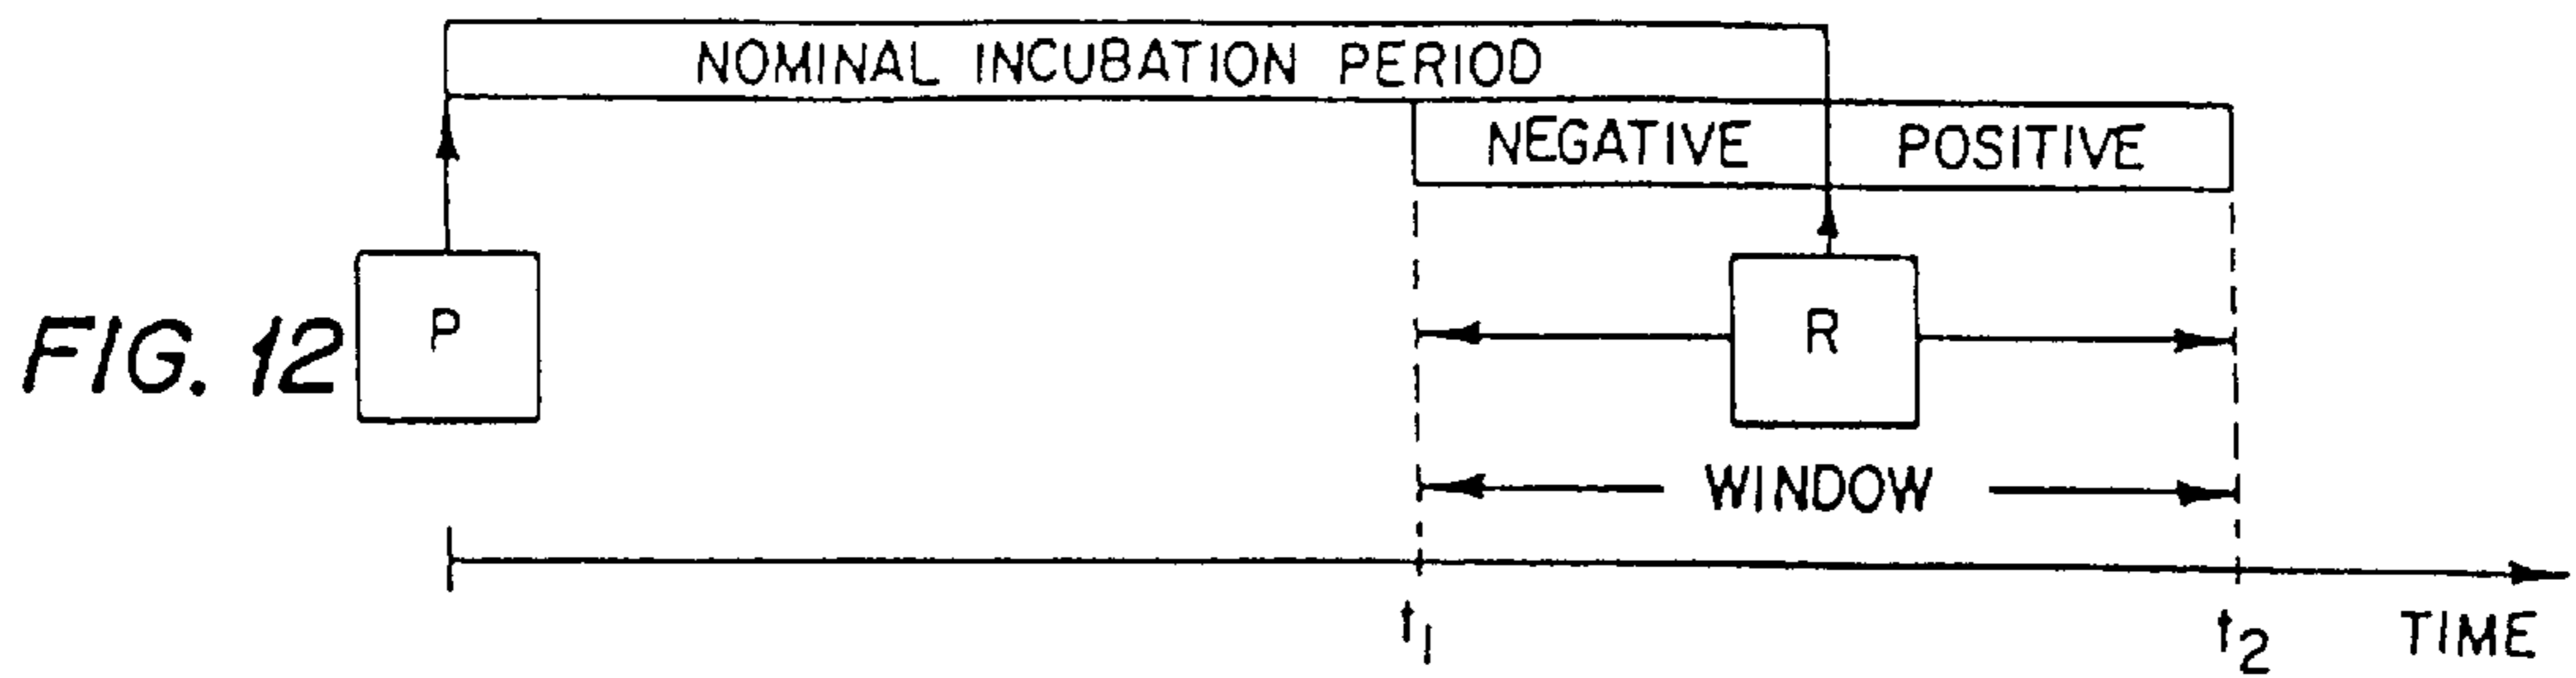 NOMINAL INCUBATION PERIOD
NEGATIVE POSITIVE
FIG. 12
P
R
WINDOW
t1 t2 TIME